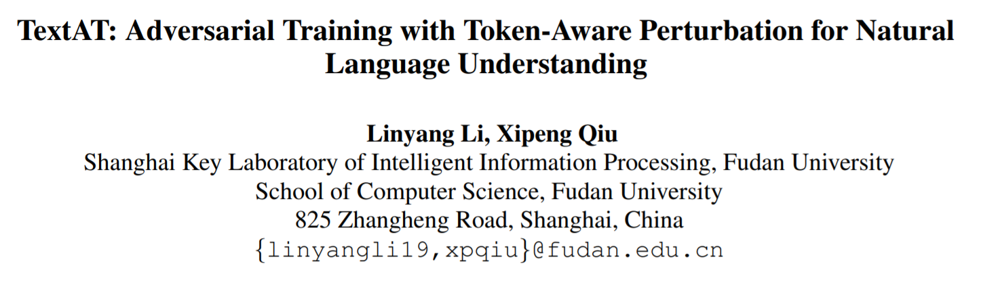 TextAT: Adversarial Training with Token-Aware Perturbation for Natural
Language Understanding
Linyang Li, Xipeng Qiu
Shanghai Key Laboratory of Intelligent Information Processing, Fudan University
School of Computer Science, Fudan University
825 Zhangheng Road, Shanghai, China
{linyangli19,xpqiu}@fudan.edu.cn